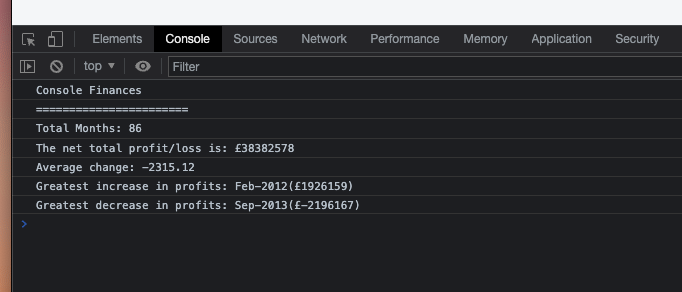 Elements Console Sources Network Performance Memory Application Security
top ▼ Filter
Console Finances
=======================
Total Months: 86
The net total profit/loss is: £38382578
Average change: -2315.12
Greatest increase in profits: Feb-2012(£1926159)
Greatest decrease in profits: Sep-2013(£-2196167)
>